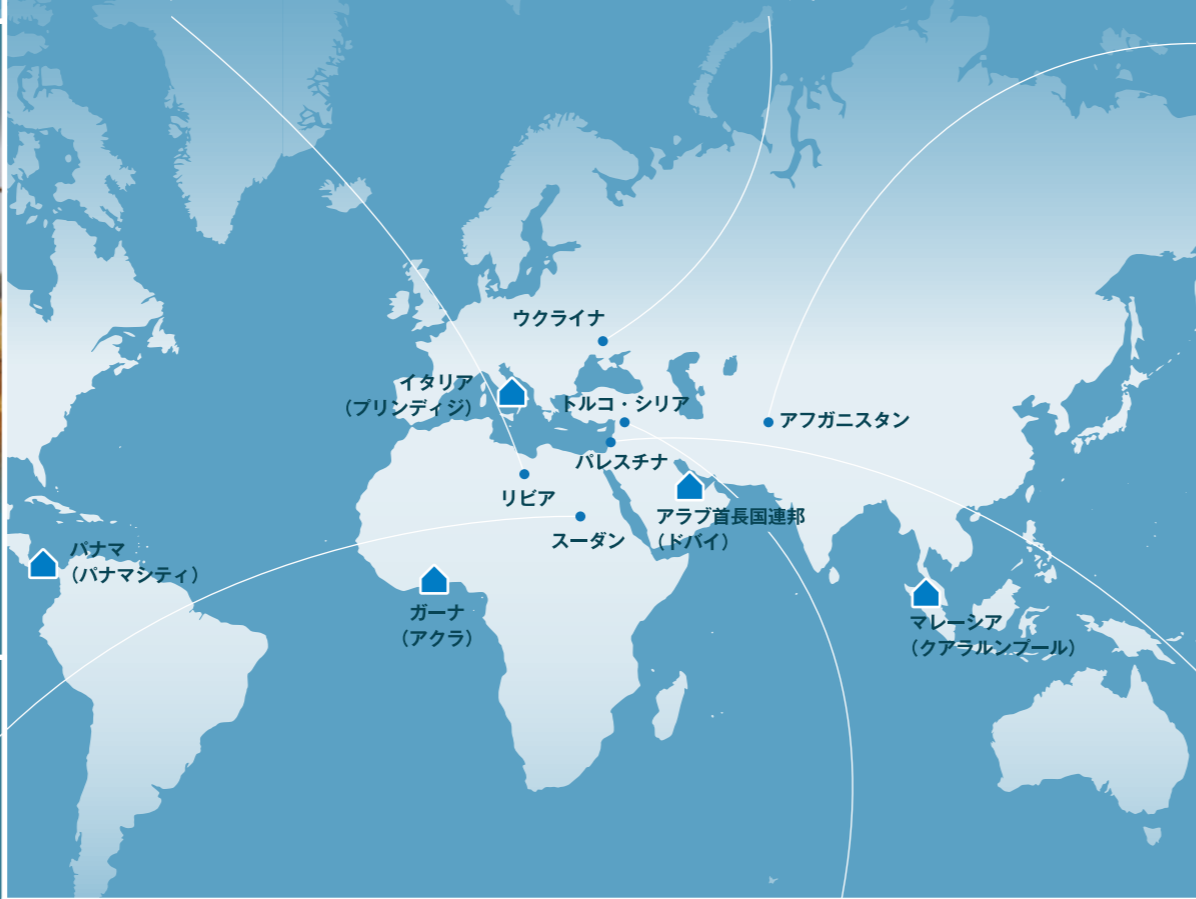 ウクライナ
イタリア
（ブリンディジ）
トルコ・シリア
アフガニスタン
パレスチナ
リビア
アラブ首長国連邦
（ドバイ）
スーダン
パナマ
（パナマシティ）
ガーナ
（アクラ）
マレーシア
（クアラルンプール）